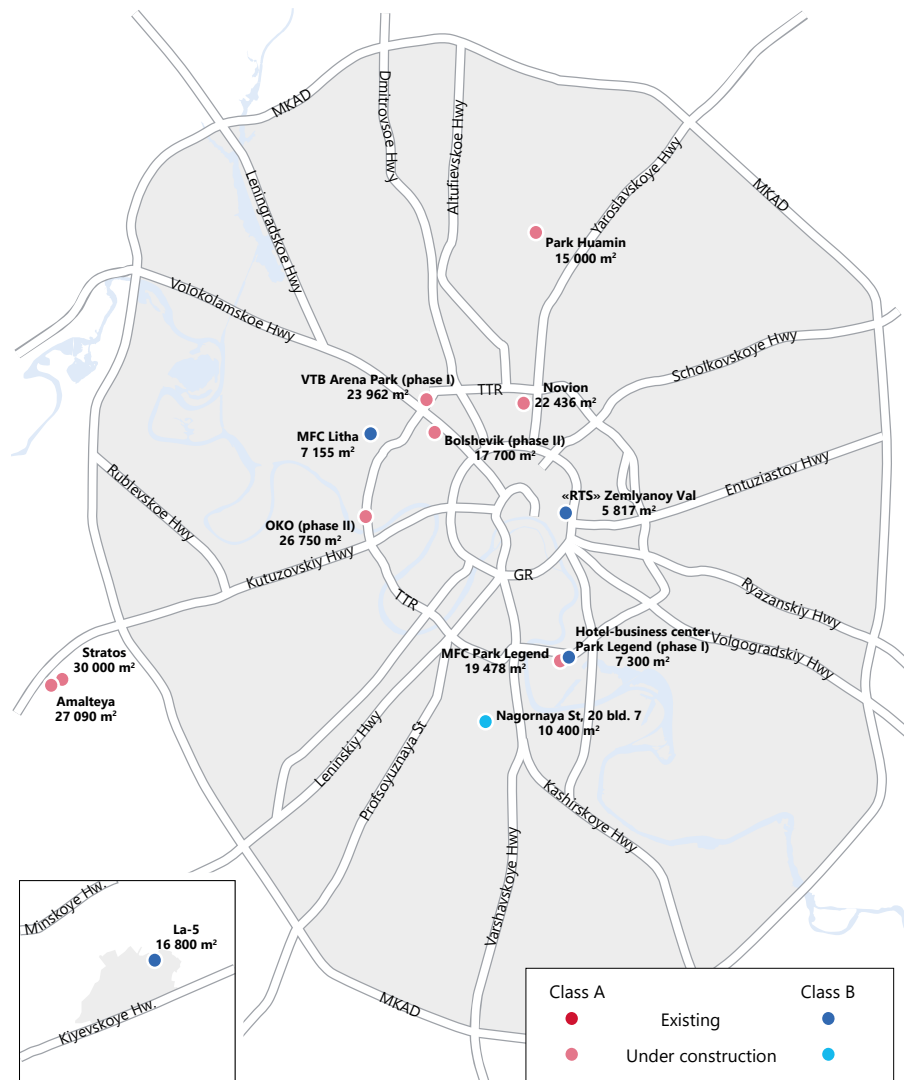 MKAD
Dmitrovsoe Hwy
Altufievskoe Hwy
Yaroslavskoye Hwy
MKAD
Leningradskoe Hwy
Park Huamin
15 000 m²
Volokolamskoe Hwy
Scholkovskoye Hwy
VTB Arena Park (phase I)
23 962 m²
TTR
Novion
22 436 m²
MFC Litha
7 155 m²
Bolshevik (phase II)
17 700 m²
Rublevskoe Hwy
Entuziastov Hwy
«RTS» Zemlyanoy Val
5 817 m²
OKO (phase II)
26 750 m²
Kutuzovskiy Hwy
GR
TTR
Ryazanskiy Hwy
Volgogradskiy Hwy
Hotel-business center
Park Legend (phase I)
7 300 m²
MFC Park Legend
19 478 m²
Stratos
30 000 m²
Amalteya
27 090 m²
Nagornaya St, 20 bld. 7
10 400 m²
Leninskiy Hwy
Profsoyuznaya St
Kashirskoye Hwy
Varshavskoye Hwy
MKAD
Minskoye Hw.
La-5
16 800 m²
Kiyevskoye Hw.
Class A
Class B
Existing
Under construction